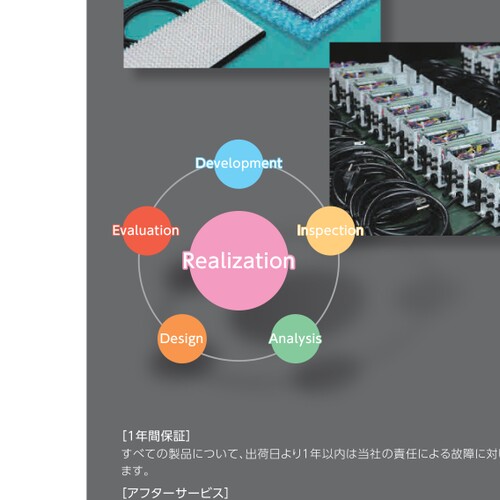 Development
Evaluation
Inspection
Realization
Design
Analysis
[1年間保証]
すべての製品について、出荷日より1年以内は当社の責任による故障に対
ます。
[アフターサービス]